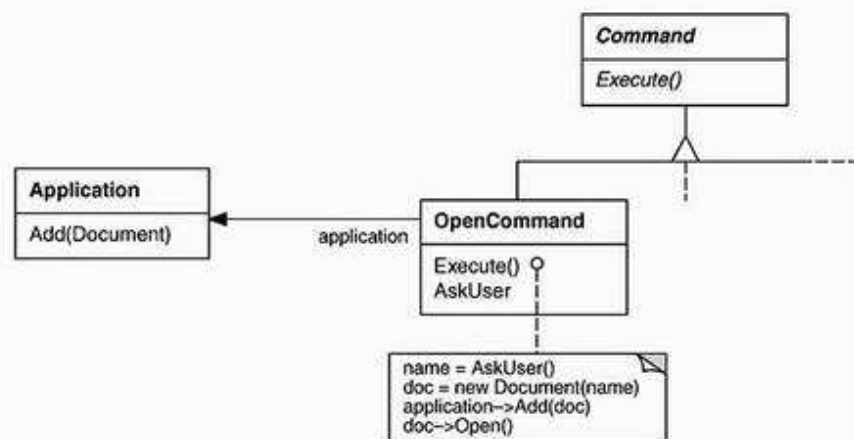 Command
Execute()
Application
Add(Document)
application
OpenCommand
Execute()
AskUser
name = AskUser()
doc = new Document(name)
application–>Add(doc)
doc–>Open()